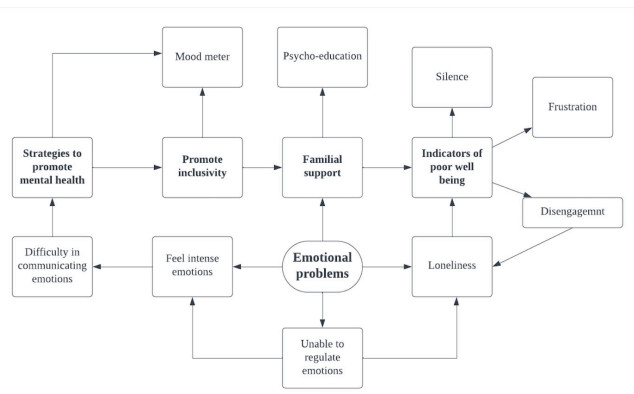 Mood meter
Psycho-education
Silence
Frustration
Strategies to
promote
mental health
Promote
inclusivity
Familial
support
Indicators of
poor well
being
Disengagemnt
Difficulty in
communicating
emotions
Feel intense
emotions
Emotional
problems
Loneliness
Unable to
regulate
emotions